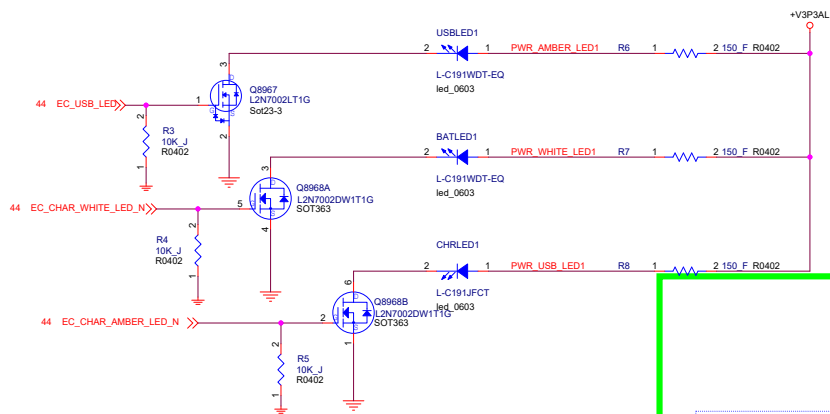 +V3P3AL
USBLED1
2 1 PWR_AMBER_LED1 R6 1 2 150_F R0402
L-C191WDT-EQ
led_0603
3
D
Q8967
L2N7002LT1G
Sot23-3
44 EC_USB_LED 1
G
S
2
2
R3
10K_J
R0402
1
BATLED1
2 1 PWR_WHITE_LED1 R7 1 2 150_F R0402
L-C191WDT-EQ
led_0603
3
D
Q8968A
L2N7002DW1T1G
SOT363
44 EC_CHAR_WHITE_LED_N 5
G
S
4
2
R4
10K_J
R0402
1
CHRLED1
2 1 PWR_USB_LED1 R8 1 2 150_F R0402
L-C191JFCT
led_0603
6
D
Q8968B
L2N7002DW1T1G
SOT363
44 EC_CHAR_AMBER_LED_N 2
G
S
1
2
R5
10K_J
R0402
1